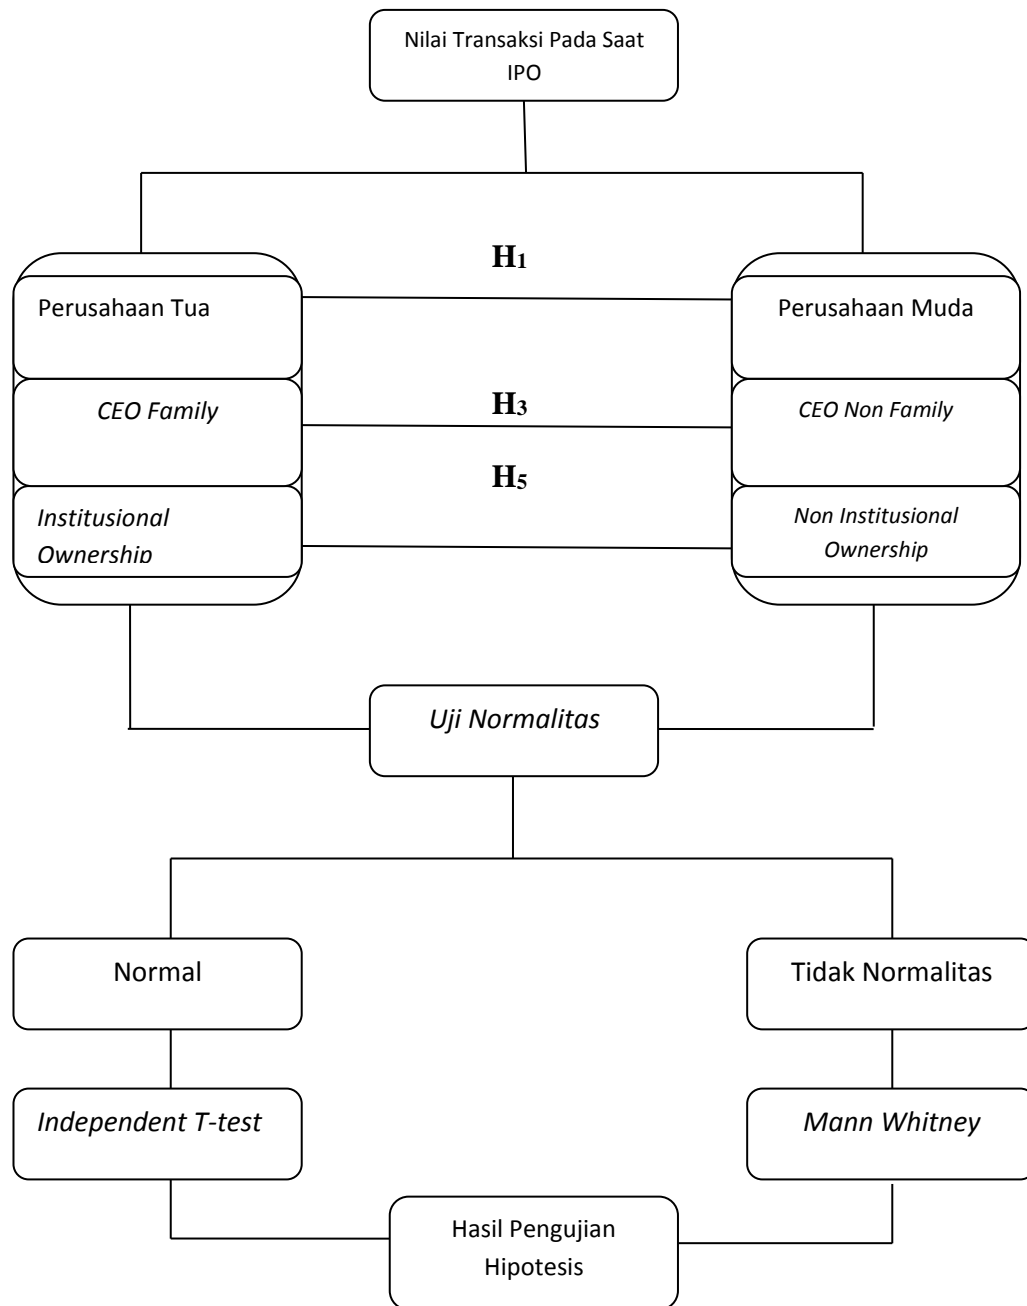 Nilai Transaksi Pada Saat
IPO
H1
Perusahaan Tua
Perusahaan Muda
CEO Family
H3
CEO Non Family
H5
Institusional
Ownership
Non Institusional
Ownership
Uji Normalitas
Normal
Tidak Normalitas
Independent T-test
Mann Whitney
Hasil Pengujian
Hipotesis